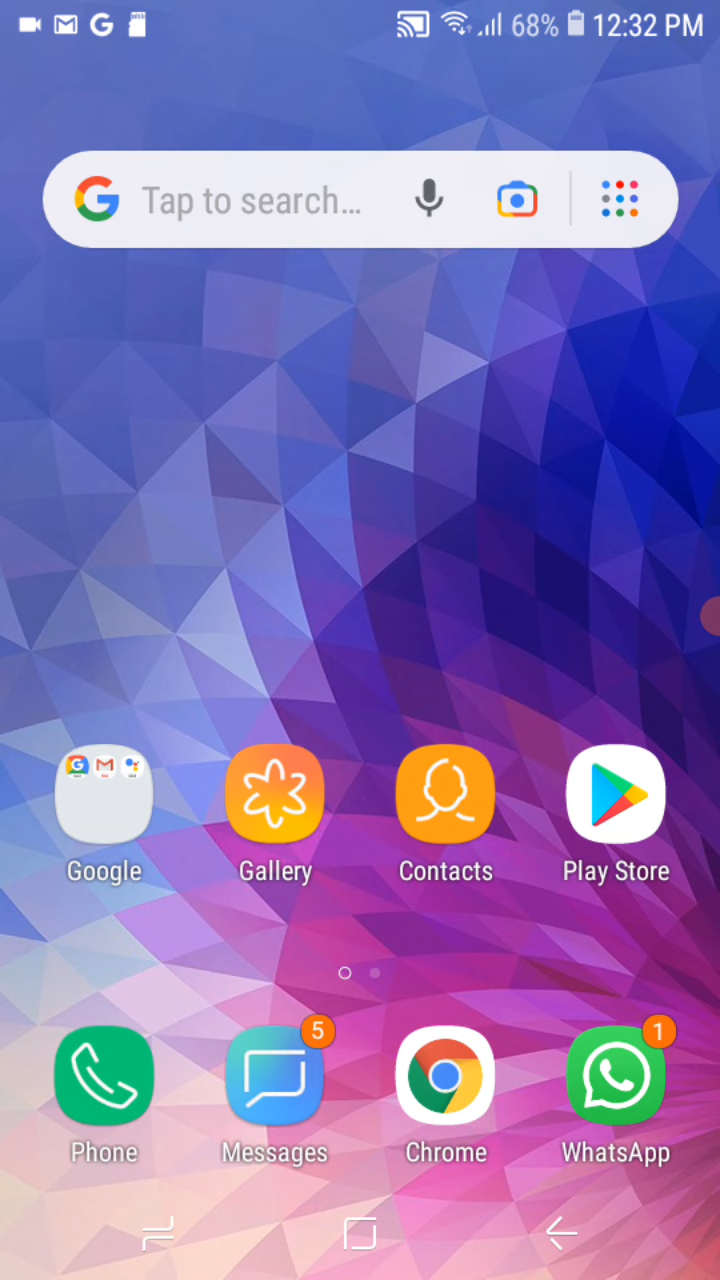 68% 12:32 PM
Tap to search...
Google Gallery Contacts Play Store
5 1
Phone Messages Chrome WhatsApp